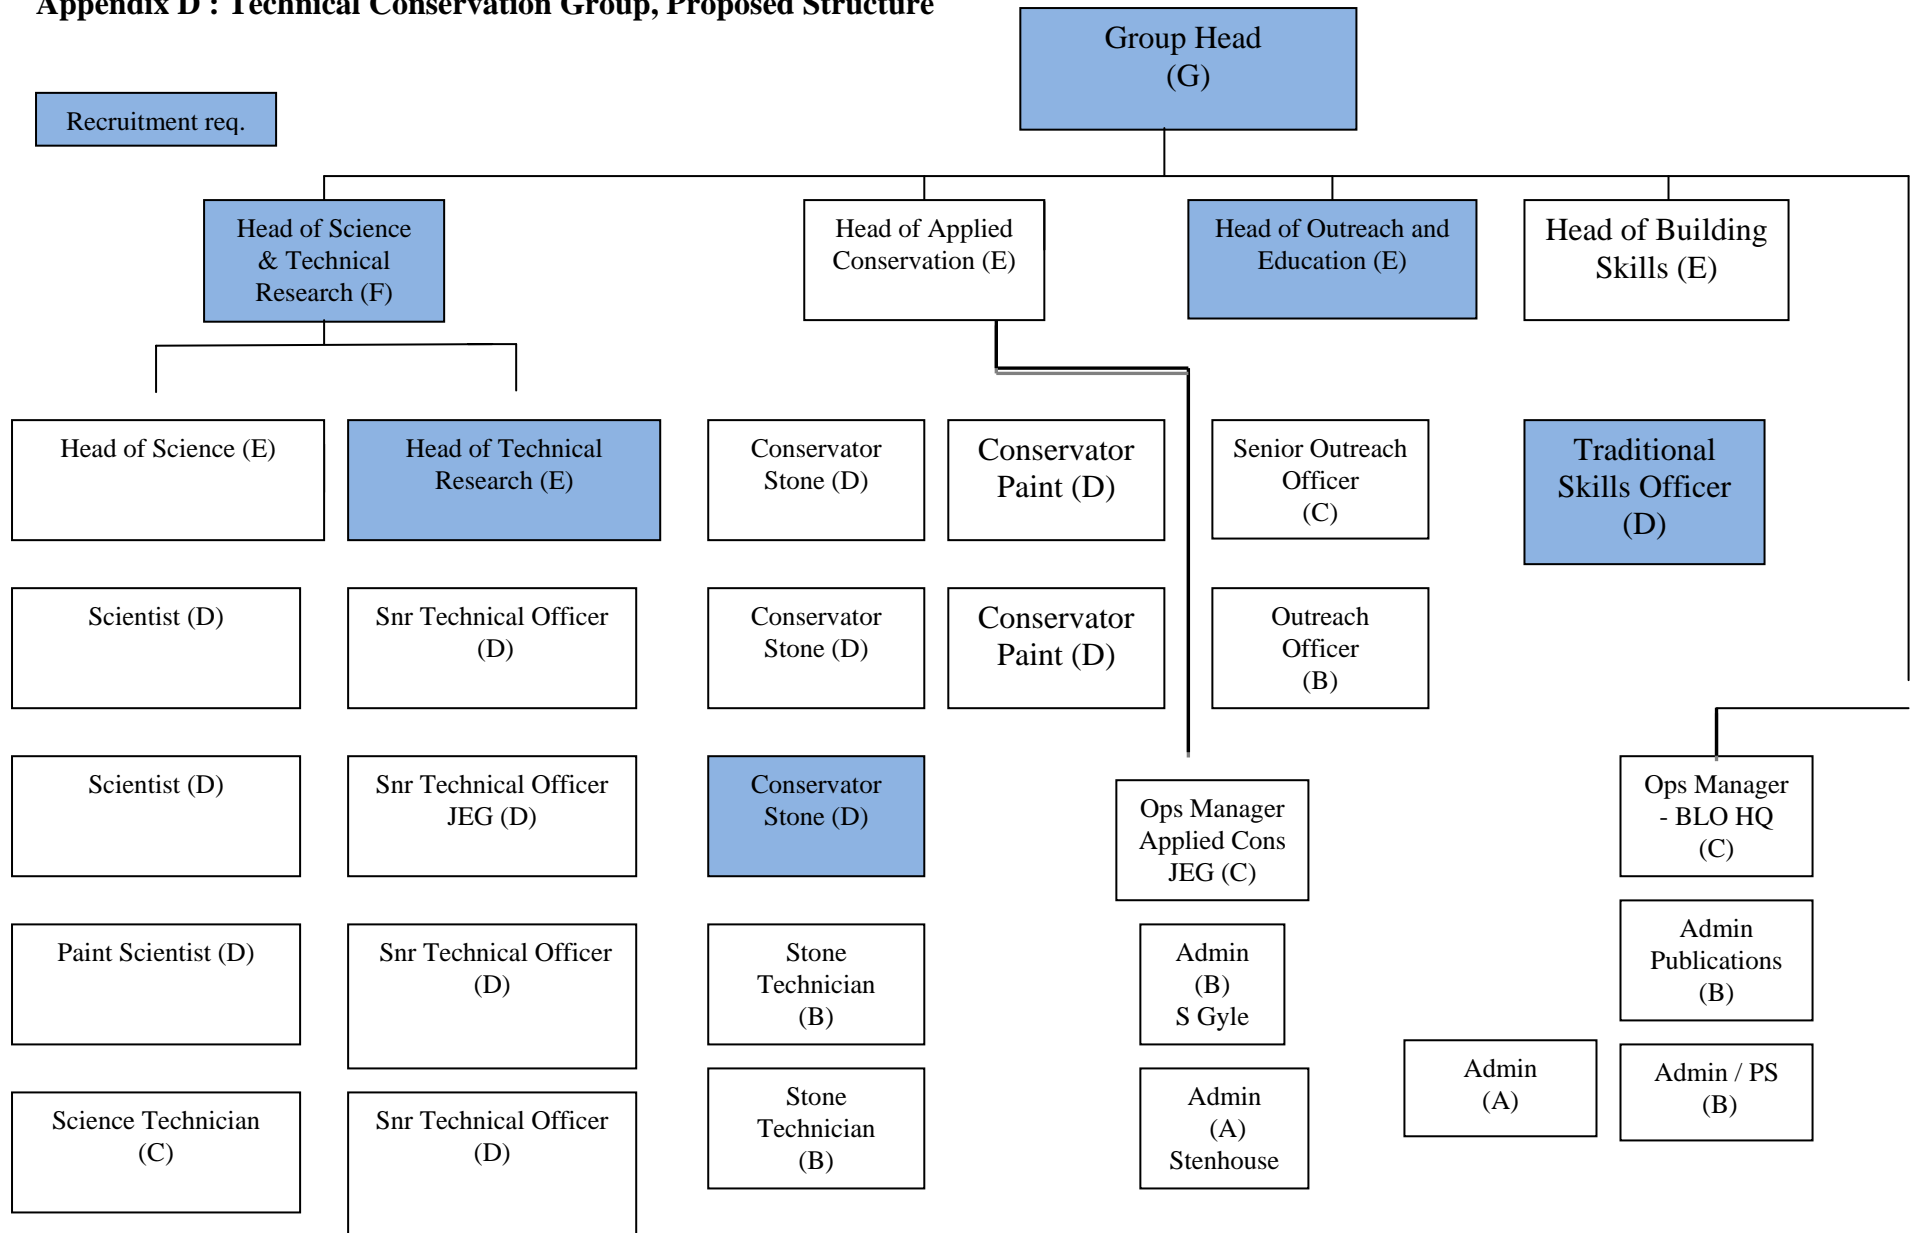 Appendix D : Technical Conservation Group, Proposed Structure
Group Head
(G)
Recruitment req.
Head of Science
& Technical
Research (F)
Head of Applied
Conservation (E)
Head of Outreach and
Education (E)
Head of Building
Skills (E)
Head of Science (E)
Head of Technical
Research (E)
Conservator
Stone (D)
Conservator
Paint (D)
Senior Outreach
Officer
(C)
Traditional
Skills Officer
(D)
Scientist (D)
Snr Technical Officer
(D)
Conservator
Stone (D)
Conservator
Paint (D)
Outreach
Officer
(B)
Scientist (D)
Snr Technical Officer
JEG (D)
Conservator
Stone (D)
Ops Manager
Applied Cons
JEG (C)
Ops Manager
- BLO HQ
(C)
Paint Scientist (D)
Snr Technical Officer
(D)
Stone
Technician
(B)
Admin
(B)
S Gyle
Admin
Publications
(B)
Science Technician
(C)
Snr Technical Officer
(D)
Stone
Technician
(B)
Admin
(A)
Stenhouse
Admin
(A)
Admin / PS
(B)